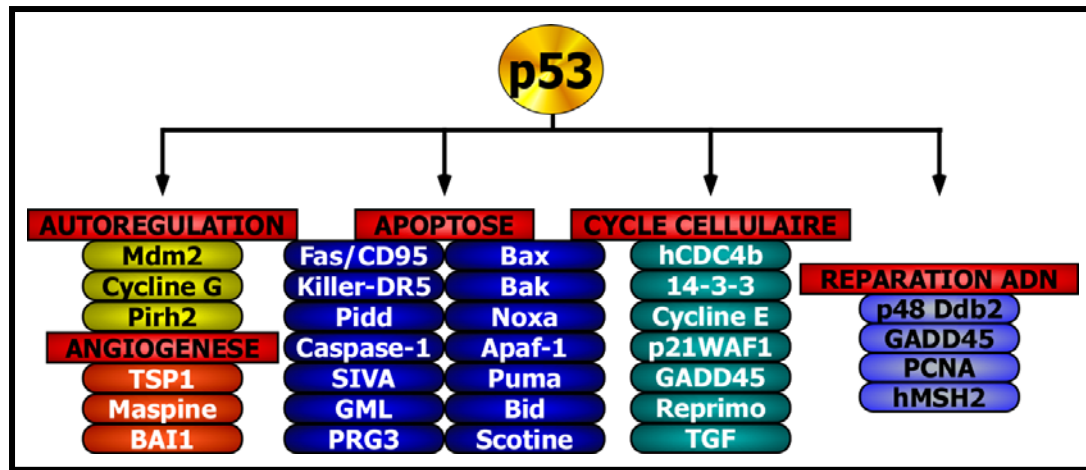 p53
AUTOREGULATION
Mdm2
Cycline G
Pirh2
ANGIOGENESE
TSP1
Maspine
BAI1
APOPTOSE
Fas/CD95
Killer-DR5
Pidd
Caspase-1
SIVA
GML
PRG3
Bax
Bak
Noxa
Apaf-1
Puma
Bid
Scotine
CYCLE CELLULAIRE
hCDC4b
14-3-3
Cycline E
p21WAF1
GADD45
Reprimo
TGF
REPARATION ADN
p48 Ddb2
GADD45
PCNA
hMSH2